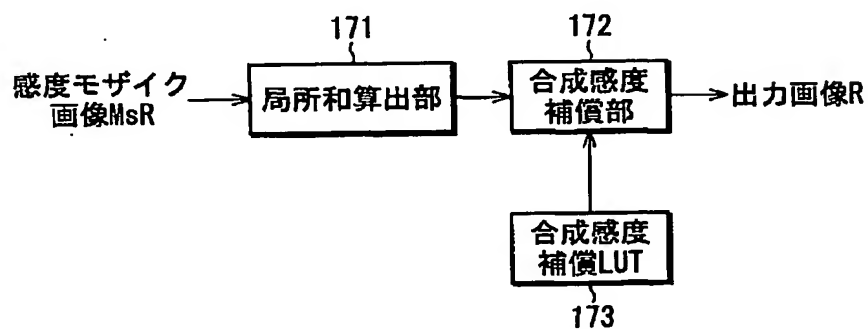 171
172
感度モザイク
画像MsR
局所和算出部
合成感度
補償部
出力画像R
合成感度
補償LUT
173